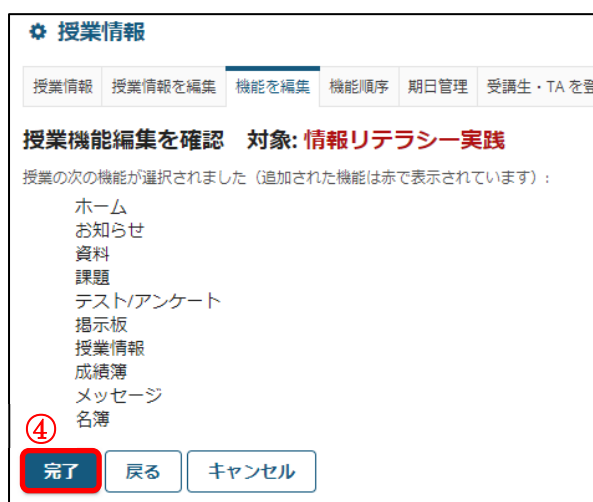 授業情報
授業情報 授業情報を編集 機能を編集 機能順序 期日管理 受講生・TA を登
授業機能編集を確認 対象: 情報リテラシー実践
授業の次の機能が選択されました（追加された機能は赤で表示されています）:
ホーム
お知らせ
資料
課題
テスト/アンケート
掲示板
授業情報
成績簿
メッセージ
名簿
④
完了 戻る キャンセル